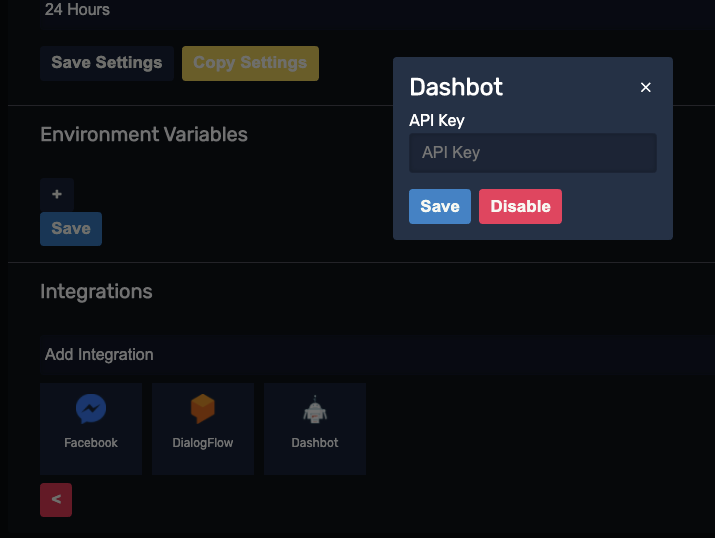 24 Hours
Save Settings Copy Settings
Dashbot ×
API Key
API Key
Save Disable
Environment Variables
+
Save
Integrations
Add Integration
Facebook DialogFlow Dashbot
<